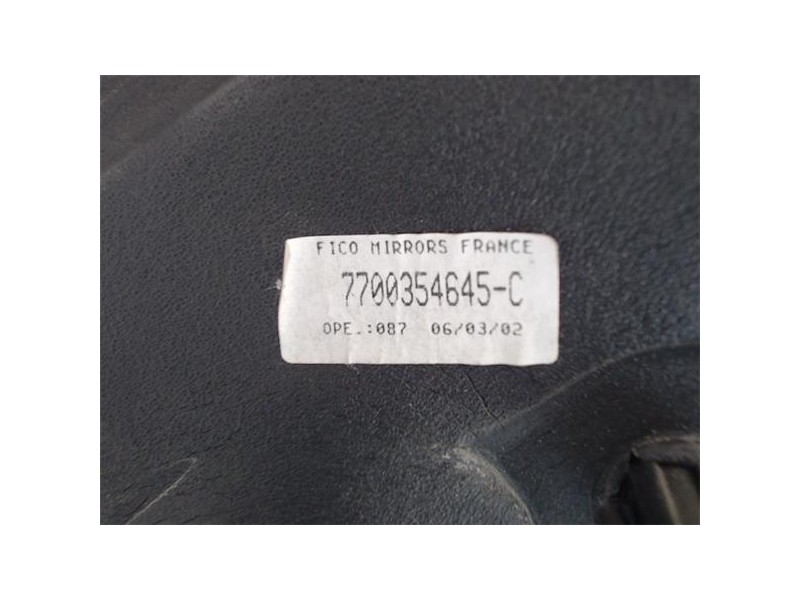 FICO MIRRORS FRANCE
7700354645-C
OPE.:087 06/03/02